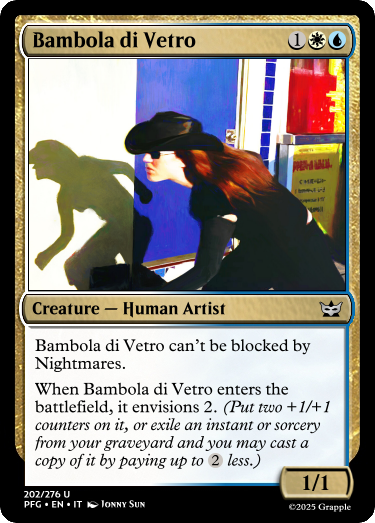 Bambola di Vetro
1
Creature — Human Artist
Bambola di Vetro can't be blocked by
Nightmares.
When Bambola di Vetro enters the
battlefield, it envisions 2. (Put two +1/+1
counters on it, or exile an instant or sorcery
from your graveyard and you may cast a
copy of it by paying up to 2 less.)
1/1
202/276 U
PFG • EN • IT Jonny Sun
©2025 Grapple